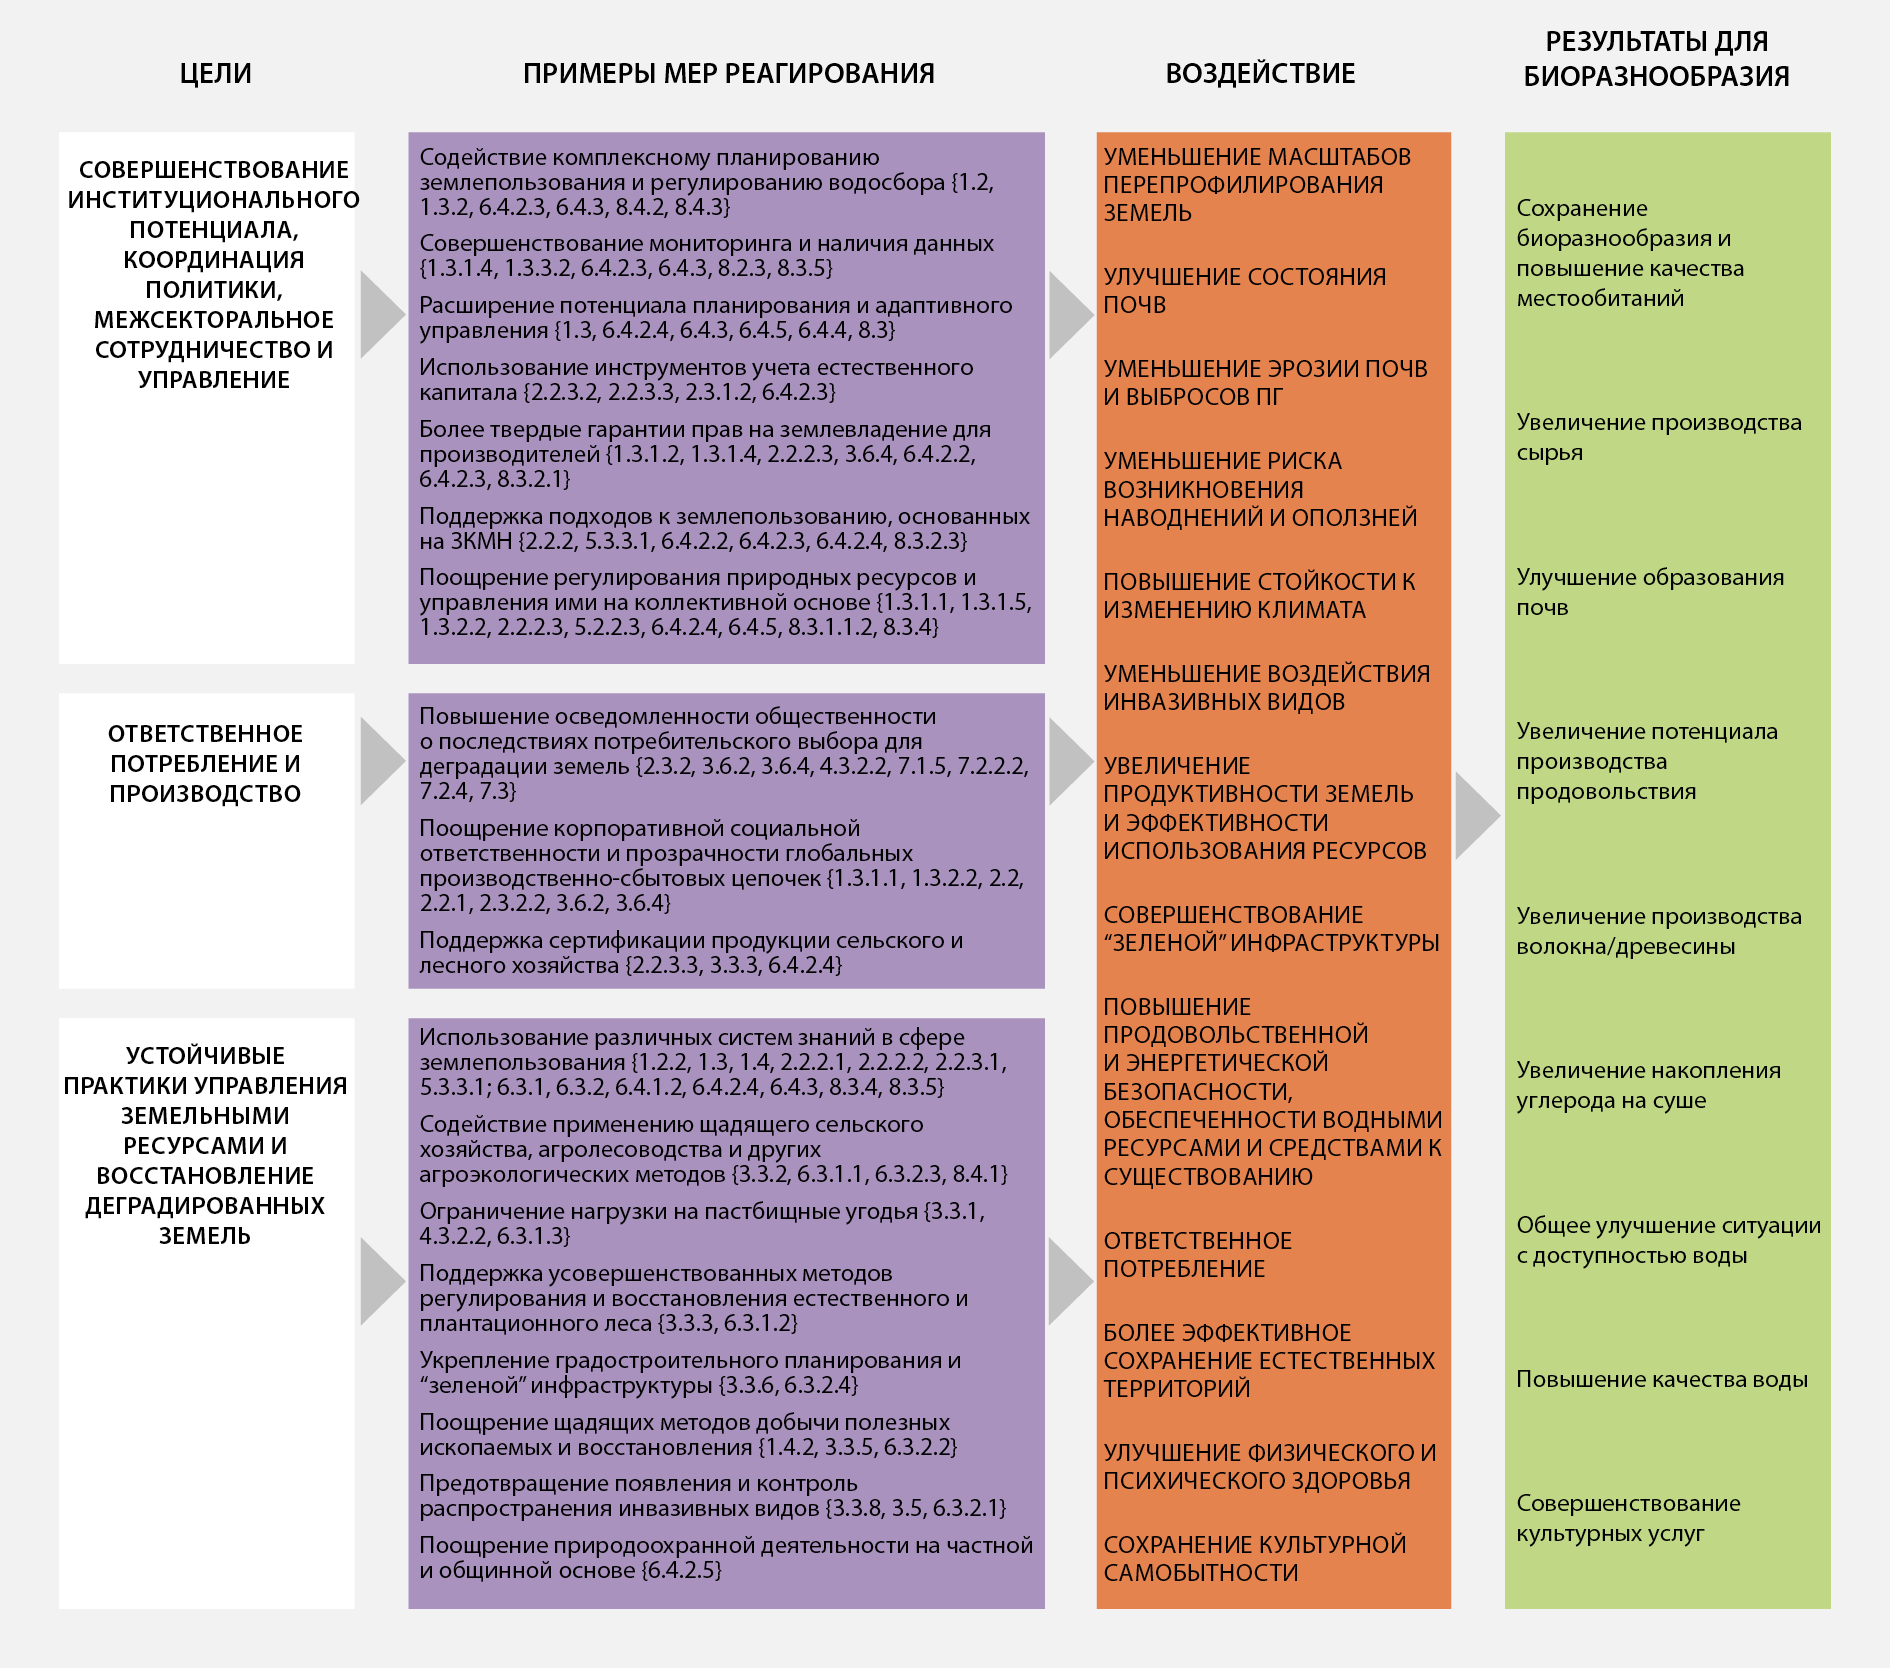 ЦЕЛИ
ПРИМЕРЫ МЕР РЕАГИРОВАНИЯ
ВОЗДЕЙСТВИЕ
РЕЗУЛЬТАТЫ ДЛЯ
БИОРАЗНООБРАЗИЯ
СОВЕРШЕНСТВОВАНИЕ
ИНСТИТУЦИОНАЛЬНОГО
ПОТЕНЦИАЛА,
КООРДИНАЦИЯ
ПОЛИТИКИ,
МЕЖСЕКТОРАЛЬНОЕ
СОТРУДНИЧЕСТВО И
УПРАВЛЕНИЕ
Содействие комплексному планированию
землепользования и регулированию водосбора {1.2,
1.3.2, 6.4.2.3, 6.4.3, 8.4.2, 8.4.3}
Совершенствование мониторинга и наличия данных
{1.3.1.4, 1.3.3.2, 6.4.2.3, 6.4.3, 8.2.3, 8.3.5}
Расширение потенциала планирования и адаптивного
управления {1.3, 6.4.2.4, 6.4.3, 6.4.5, 6.4.4, 8.3}
Использование инструментов учета естественного
капитала {2.2.3.2, 2.2.3.3, 2.3.1.2, 6.4.2.3}
Более твердые гарантии прав на землевладение для
производителей {1.3.1.2, 1.3.1.4, 2.2.2.3, 3.6.4, 6.4.2.2,
6.4.2.3, 8.3.2.1}
Поддержка подходов к землепользованию, основанных
на ЗКМН {2.2.2, 5.3.3.1, 6.4.2.2, 6.4.2.3, 6.4.2.4, 8.3.2.3}
Поощрение регулирования природных ресурсов и
управления ими на коллективной основе {1.3.1.1, 1.3.1.5,
1.3.2.2, 2.2.2.3, 5.2.2.3, 6.4.2.4, 6.4.5, 8.3.1.1.2, 8.3.4}
ОТВЕТСТВЕННОЕ
ПОТРЕБЛЕНИЕ И
ПРОИЗВОДСТВО
Повышение осведомленности общественности
о последствиях потребительского выбора для
деградации земель {2.3.2, 3.6.2, 3.6.4, 4.3.2.2, 7.1.5, 7.2.2.2,
7.2.4, 7.3}
Поощрение корпоративной социальной
ответственности и прозрачности глобальных
производственно-сбытовых цепочек {1.3.1.1, 1.3.2.2, 2.2,
2.2.1, 2.3.2.2, 3.6.2, 3.6.4}
Поддержка сертификации продукции сельского и
лесного хозяйства {2.2.3.3, 3.3.3, 6.4.2.4}
УСТОЙЧИВЫЕ
ПРАКТИКИ УПРАВЛЕНИЯ
ЗЕМЕЛЬНЫМИ
РЕСУРСАМИ И
ВОССТАНОВЛЕНИЕ
ДЕГРАДИРОВАННЫХ
ЗЕМЕЛЬ
Использование различных систем знаний в сфере
землепользования {1.2.2, 1.3, 1.4, 2.2.2.1, 2.2.2.2, 2.2.3.1,
5.3.3.1; 6.3.1, 6.3.2, 6.4.1.2, 6.4.2.4, 6.4.3, 8.3.4, 8.3.5}
Содействие применению щадящего сельского
хозяйства, агролесоводства и других
агроэкологических методов {3.3.2, 6.3.1.1, 6.3.2.3, 8.4.1}
Ограничение нагрузки на пастбищные угодья {3.3.1,
4.3.2.2, 6.3.1.3}
Поддержка усовершенствованных методов
регулирования и восстановления естественного и
плантационного леса {3.3.3, 6.3.1.2}
Укрепление градостроительного планирования и
“зеленой” инфраструктуры {3.3.6, 6.3.2.4}
Поощрение щадящих методов добычи полезных
ископаемых и восстановления {1.4.2, 3.3.5, 6.3.2.2}
Предотвращение появления и контроль
распространения инвазивных видов {3.3.8, 3.5, 6.3.2.1}
Поощрение природоохранной деятельности на частной
и общинной основе {6.4.2.5}
УМЕНЬШЕНИЕ МАСШТАБОВ
ПЕРЕПРОФИЛИРОВАНИЯ
ЗЕМЕЛЬ
УЛУЧШЕНИЕ СОСТОЯНИЯ
ПОЧВ
УМЕНЬШЕНИЕ ЭРОЗИИ ПОЧВ
И ВЫБРОСОВ ПГ
УМЕНЬШЕНИЕ РИСКА
ВОЗНИКНОВЕНИЯ
НАВОДНЕНИЙ И ОПОЛЗНЕЙ
ПОВЫШЕНИЕ СТОЙКОСТИ К
ИЗМЕНЕНИЮ КЛИМАТА
УМЕНЬШЕНИЕ ВОЗДЕЙСТВИЯ
ИНВАЗИВНЫХ ВИДОВ
УВЕЛИЧЕНИЕ
ПРОДУКТИВНОСТИ ЗЕМЕЛЬ
И ЭФФЕКТИВНОСТИ
ИСПОЛЬЗОВАНИЯ РЕСУРСОВ
СОВЕРШЕНСТВОВАНИЕ
“ЗЕЛЕНОЙ” ИНФРАСТРУКТУРЫ
ПОВЫШЕНИЕ
ПРОДОВОЛЬСТВЕННОЙ
И ЭНЕРГЕТИЧЕСКОЙ
БЕЗОПАСНОСТИ,
ОБЕСПЕЧЕННОСТИ ВОДНЫМИ
РЕСУРСАМИ И СРЕДСТВАМИ К
СУЩЕСТВОВАНИЮ
ОТВЕТСТВЕННОЕ
ПОТРЕБЛЕНИЕ
БОЛЕЕ ЭФФЕКТИВНОЕ
СОХРАНЕНИЕ ЕСТЕСТВЕННЫХ
ТЕРРИТОРИЙ
УЛУЧШЕНИЕ ФИЗИЧЕСКОГО И
ПСИХИЧЕСКОГО ЗДОРОВЬЯ
СОХРАНЕНИЕ КУЛЬТУРНОЙ
САМОБЫТНОСТИ
Сохранение
биоразнообразия и
повышение качества
местообитаний
Увеличение производства
сырья
Улучшение образования
почв
Увеличение потенциала
производства
продовольствия
Увеличение производства
волокна/древесины
Увеличение накопления
углерода на суше
Общее улучшение ситуации
с доступностью воды
Повышение качества воды
Совершенствование
культурных услуг